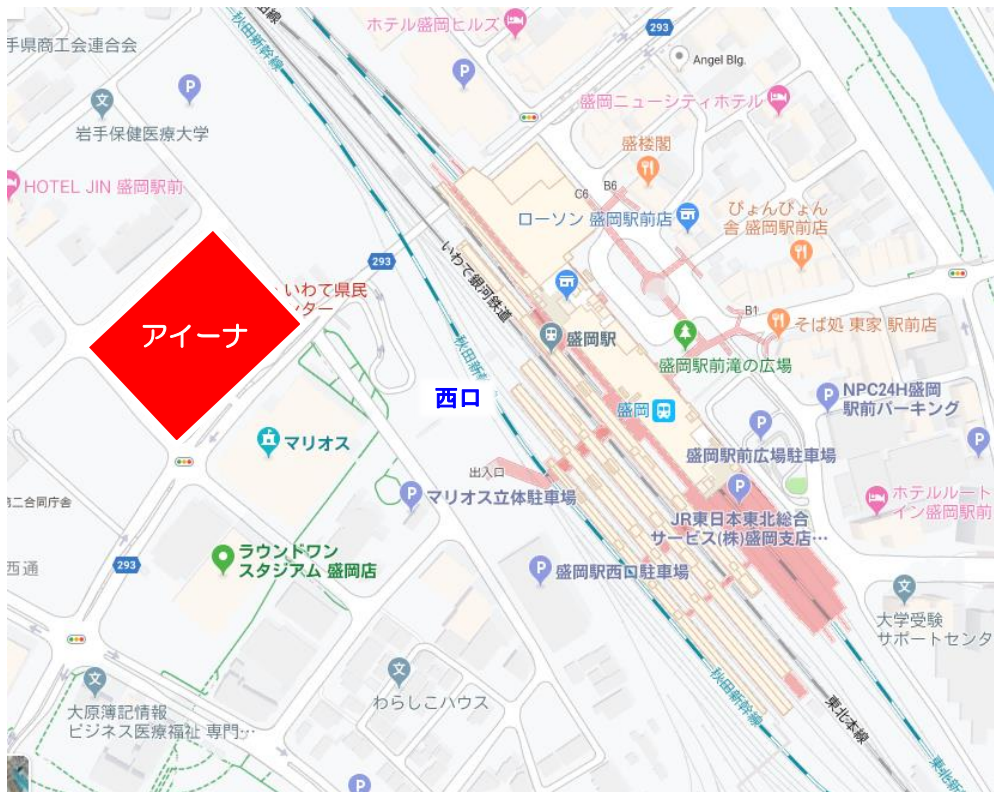 田線
秋田新幹線
ホテル盛岡ヒルズ
293
Angel Blg.
手県商工会連合会
P
P
文
岩手保健医療大学
盛岡ニューシティホテル
盛楼閣
HOTEL JIN 盛岡駅前
C6
B6
ローソン 盛岡駅前店
ぴょんぴょん
舎 盛岡駅前店
293
いわて県民
ンター
アイーナ
いわて銀河鉄道
盛岡駅
B1
そば処 東家 駅前店
盛岡駅前滝の広場
秋田新
西口
NPC24H盛岡
駅前パーキング
盛岡
マリオス
盛岡駅前広場駐車場
出入口
マリオス立体駐車場
ホテルルート
イン盛岡駅前
第二合同庁舎
JR東日本東北総合
サービス(株)盛岡支店…
西通
293
ラウンドワン
スタジアム 盛岡店
盛岡駅西口駐車場
大学受験
サポートセンタ
わらしこハウス
大原簿記情報
ビジネス医療福祉 専門…
秋田新幹線
東北本線
東北新
P